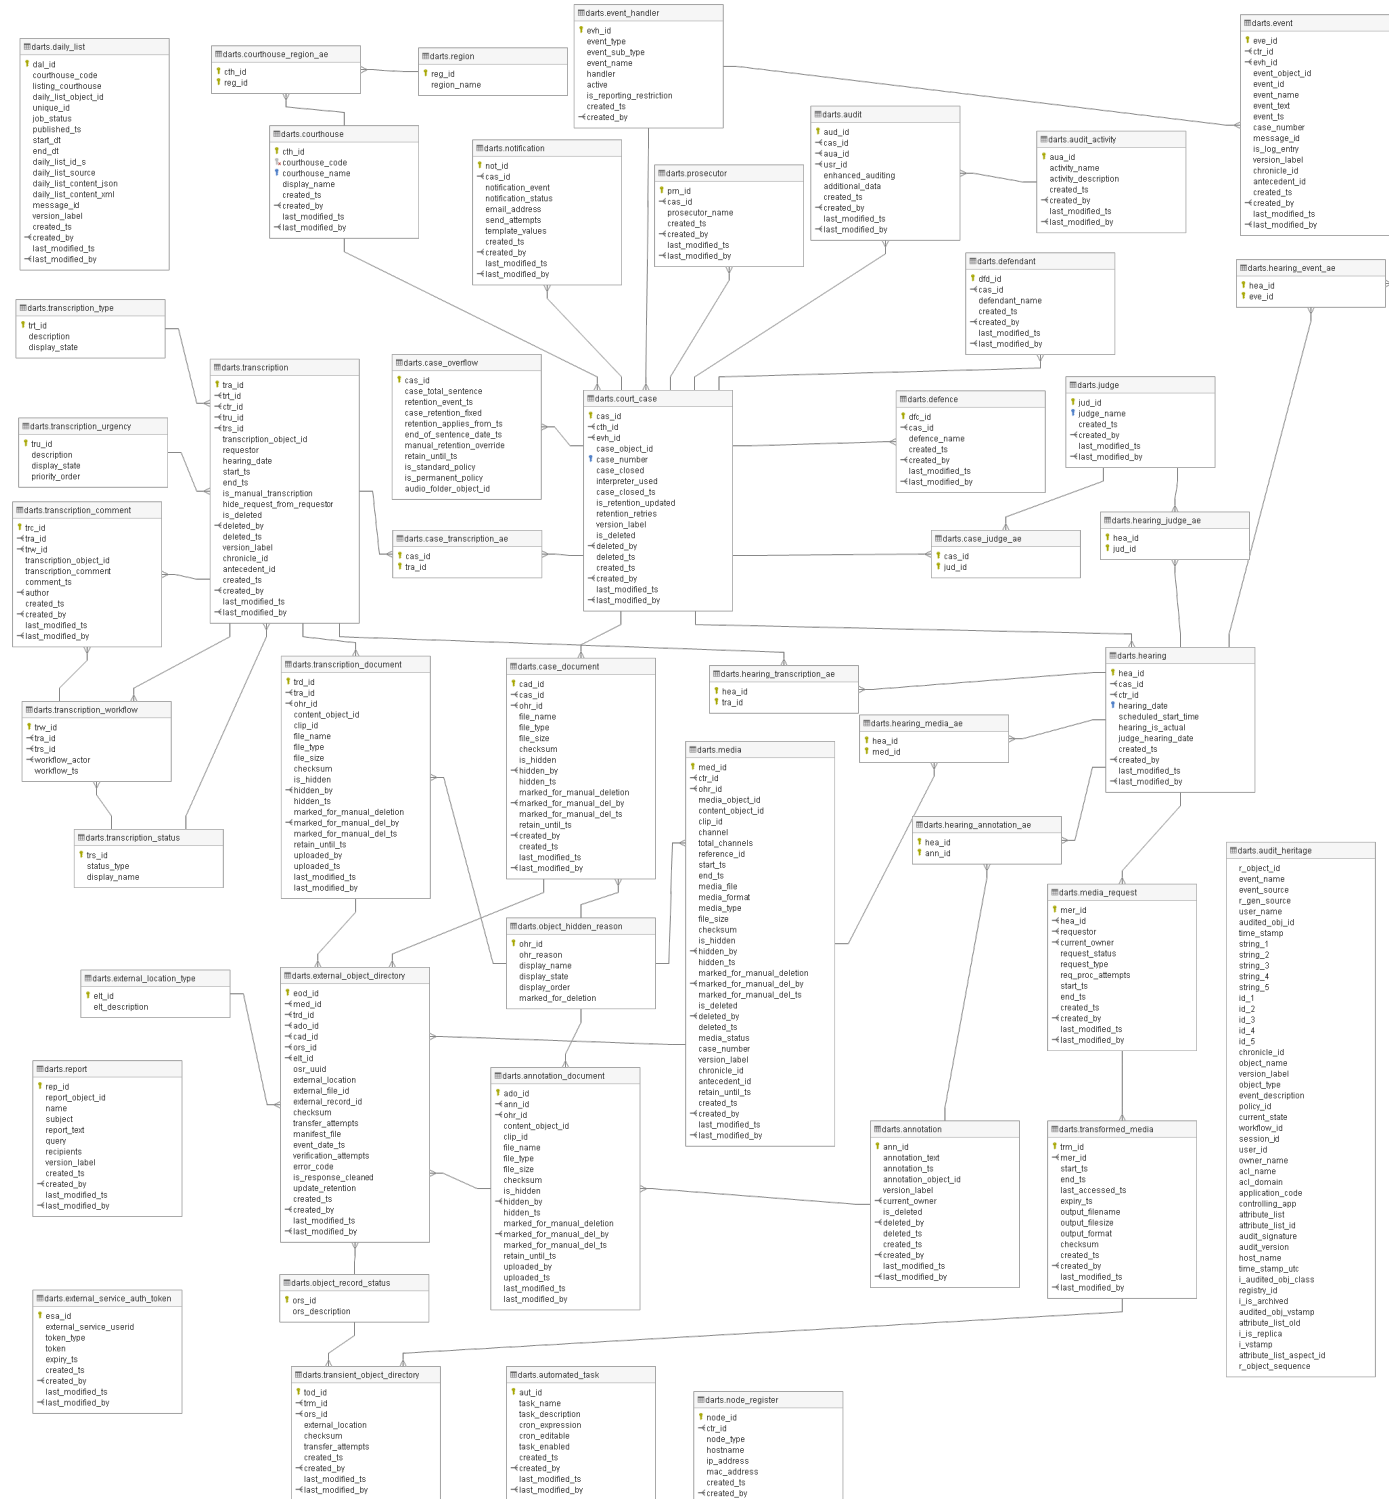 darts.daily_list
dal_id
courthouse_code
listing_courthouse
daily_list_object_id
unique_id
job_status
published_ts
start_dt
end_dt
daily_list_id_s
daily_list_source
daily_list_content_json
daily_list_content_xml
message_id
version_label
created_ts
created_by
last_modified_ts
last_modified_by
darts.courthouse_region_ae
cth_id
reg_id
darts.region
reg_id
region_name
darts.event_handler
evh_id
event_type
event_sub_type
event_name
handler
active
is_reporting_restriction
created_ts
created_by
darts.event
eve_id
ctr_id
evh_id
event_object_id
event_id
event_name
event_text
event_ts
case_number
message_id
is_log_entry
version_label
chronicle_id
antecedent_id
created_ts
created_by
last_modified_ts
last_modified_by
darts.courthouse
cth_id
courthouse_code
courthouse_name
display_name
created_ts
created_by
last_modified_ts
last_modified_by
darts.notification
not_id
cas_id
notification_event
notification_status
email_address
send_attempts
template_values
created_ts
created_by
last_modified_ts
last_modified_by
darts.prosecutor
prn_id
cas_id
prosecutor_name
created_ts
created_by
last_modified_ts
last_modified_by
darts.audit
aud_id
cas_id
aua_id
usr_id
enhanced_auditing
additional_data
created_ts
created_by
last_modified_ts
last_modified_by
darts.audit_activity
aua_id
activity_name
activity_description
created_ts
created_by
last_modified_ts
last_modified_by
darts.defendant
dfd_id
cas_id
defendant_name
created_ts
created_by
last_modified_ts
last_modified_by
darts.hearing_event_ae
hea_id
eve_id
darts.transcription_type
trt_id
description
display_state
darts.transcription
tra_id
trt_id
ctr_id
tru_id
trs_id
transcription_object_id
requestor
hearing_date
start_ts
end_ts
is_manual_transcription
hide_request_from_requestor
is_deleted
deleted_by
deleted_ts
version_label
chronicle_id
antecedent_id
created_ts
created_by
last_modified_ts
last_modified_by
darts.case_overflow
cas_id
case_total_sentence
retention_event_ts
case_retention_fixed
retention_applies_from_ts
end_of_sentence_date_ts
manual_retention_override
retain_until_ts
is_standard_policy
is_permanent_policy
audio_folder_object_id
darts.court_case
cas_id
cth_id
evh_id
case_object_id
case_number
case_closed
interpreter_used
case_closed_ts
is_retention_updated
retention_retries
version_label
is_deleted
deleted_by
deleted_ts
created_ts
created_by
last_modified_ts
last_modified_by
darts.defence
dfc_id
cas_id
defence_name
created_ts
created_by
last_modified_ts
last_modified_by
darts.judge
jud_id
judge_name
created_ts
created_by
last_modified_ts
last_modified_by
darts.transcription_urgency
tru_id
description
display_state
priority_order
darts.transcription_comment
trc_id
tra_id
trw_id
transcription_object_id
transcription_comment
comment_ts
author
created_ts
created_by
last_modified_ts
last_modified_by
darts.case_transcription_ae
cas_id
tra_id
darts.case_judge_ae
cas_id
jud_id
darts.hearing_judge_ae
hea_id
jud_id
darts.transcription_workflow
trw_id
tra_id
trs_id
workflow_actor
workflow_ts
darts.transcription_status
trs_id
status_type
display_name
darts.transcription_document
trd_id
tra_id
ohr_id
content_object_id
clip_id
file_name
file_type
file_size
checksum
is_hidden
hidden_by
hidden_ts
marked_for_manual_deletion
marked_for_manual_del_by
marked_for_manual_del_ts
retain_until_ts
uploaded_by
uploaded_ts
last_modified_ts
last_modified_by
darts.case_document
cad_id
cas_id
ohr_id
file_name
file_type
file_size
checksum
is_hidden
hidden_by
hidden_ts
marked_for_manual_deletion
marked_for_manual_del_by
marked_for_manual_del_ts
retain_until_ts
created_by
created_ts
last_modified_ts
last_modified_by
darts.hearing_transcription_ae
hea_id
tra_id
darts.hearing
hea_id
cas_id
ctr_id
hearing_date
scheduled_start_time
hearing_is_actual
judge_hearing_date
created_ts
created_by
last_modified_ts
last_modified_by
darts.hearing_media_ae
hea_id
med_id
darts.media
med_id
ctr_id
ohr_id
media_object_id
content_object_id
clip_id
channel
total_channels
reference_id
start_ts
end_ts
media_file
media_format
media_type
file_size
checksum
is_hidden
hidden_by
hidden_ts
marked_for_manual_deletion
marked_for_manual_del_by
marked_for_manual_del_ts
is_deleted
deleted_by
deleted_ts
media_status
case_number
version_label
chronicle_id
antecedent_id
retain_until_ts
created_ts
created_by
last_modified_ts
last_modified_by
darts.hearing_annotation_ae
hea_id
ann_id
darts.media_request
mer_id
hea_id
requestor
current_owner
request_status
request_type
req_proc_attempts
start_ts
end_ts
created_ts
created_by
last_modified_ts
last_modified_by
darts.audit_heritage
r_object_id
event_name
event_source
r_gen_source
user_name
audited_obj_id
time_stamp
string_1
string_2
string_3
string_4
string_5
id_1
id_2
id_3
id_4
id_5
chronicle_id
object_name
version_label
object_type
event_description
policy_id
current_state
workflow_id
session_id
user_id
owner_name
acl_name
acl_domain
application_code
controlling_app
attribute_list
attribute_list_id
audit_signature
audit_version
host_name
time_stamp_utc
i_audited_obj_class
registry_id
i_is_archived
audited_obj_vstamp
attribute_list_old
i_is_replica
i_vstamp
attribute_list_aspect_id
r_object_sequence
darts.object_hidden_reason
ohr_id
ohr_reason
display_name
display_state
display_order
marked_for_deletion
darts.external_location_type
elt_id
elt_description
darts.external_object_directory
eod_id
med_id
trd_id
ado_id
cad_id
ors_id
elt_id
osr_uuid
external_location
external_file_id
external_record_id
checksum
transfer_attempts
manifest_file
event_date_ts
verification_attempts
error_code
is_response_cleaned
update_retention
created_ts
created_by
last_modified_ts
last_modified_by
darts.report
rep_id
report_object_id
name
subject
report_text
query
recipients
version_label
created_ts
created_by
last_modified_ts
last_modified_by
darts.annotation_document
ado_id
ann_id
ohr_id
content_object_id
clip_id
file_name
file_type
file_size
checksum
is_hidden
hidden_by
hidden_ts
marked_for_manual_deletion
marked_for_manual_del_by
marked_for_manual_del_ts
retain_until_ts
uploaded_by
uploaded_ts
last_modified_ts
last_modified_by
darts.annotation
ann_id
annotation_text
annotation_ts
annotation_object_id
version_label
current_owner
is_deleted
deleted_by
deleted_ts
created_ts
created_by
last_modified_ts
last_modified_by
darts.transformed_media
trm_id
mer_id
start_ts
end_ts
last_accessed_ts
expiry_ts
output_filename
output_filesize
output_format
checksum
created_ts
created_by
last_modified_ts
last_modified_by
darts.object_record_status
ors_id
ors_description
darts.external_service_auth_token
esa_id
external_service_userid
token_type
token
expiry_ts
created_ts
created_by
last_modified_ts
last_modified_by
darts.transient_object_directory
tod_id
trm_id
ors_id
external_location
checksum
transfer_attempts
created_ts
created_by
last_modified_ts
last_modified_by
darts.automated_task
aut_id
task_name
task_description
cron_expression
cron_editable
task_enabled
created_ts
created_by
last_modified_ts
last_modified_by
darts.node_register
node_id
ctr_id
node_type
hostname
ip_address
mac_address
created_ts
created_by